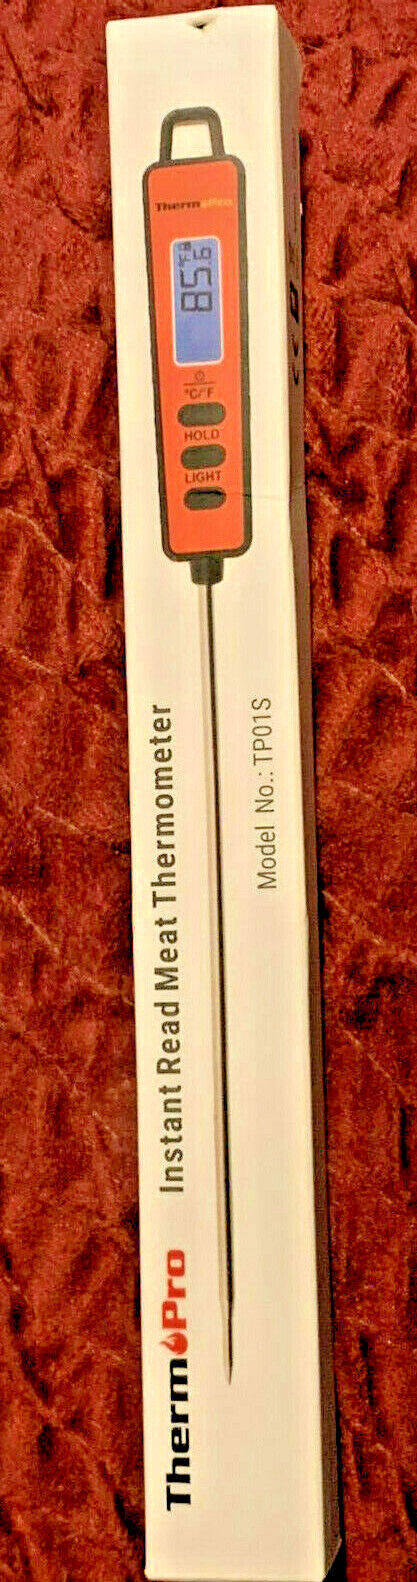 ThermoPro
85.6 °F
°C/°F
HOLD
LIGHT
Instant Read Meat Thermometer
Model No.: TP01S
ThermoPro